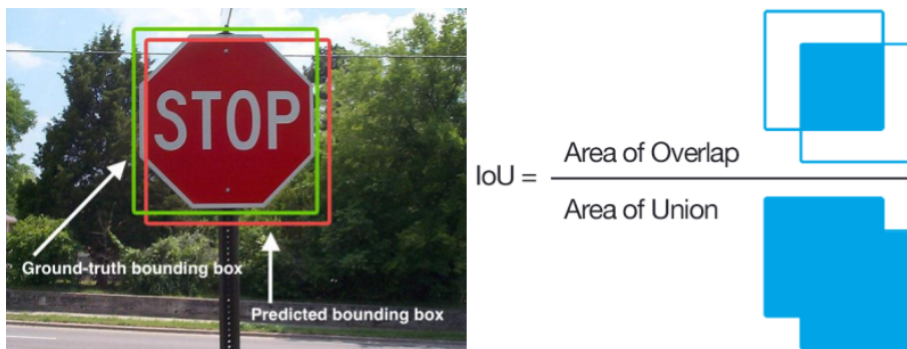 STOP
Ground-truth bounding box
Predicted bounding box
IoU =
Area of Overlap
Area of Union